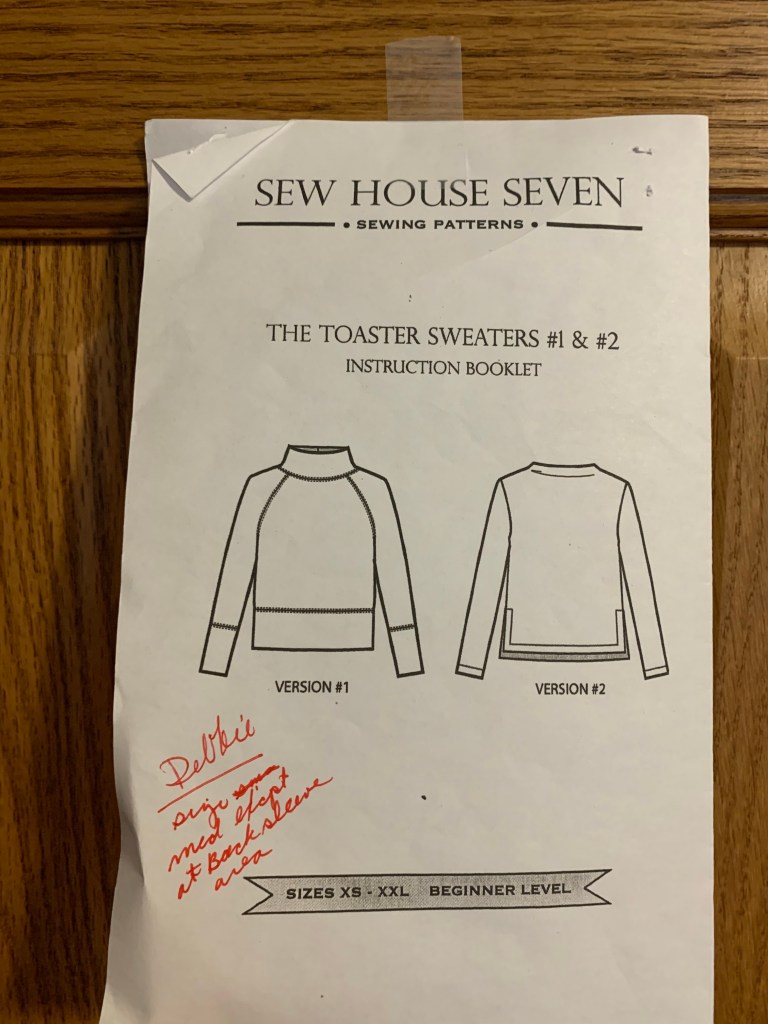 SEW HOUSE SEVEN
• SEWING PATTERNS •
THE TOASTER SWEATERS #1 & #2
INSTRUCTION BOOKLET
VERSION #1
VERSION #2
Debbie
size
med exept
at Back sleeve
area
SIZES XS - XXL BEGINNER LEVEL